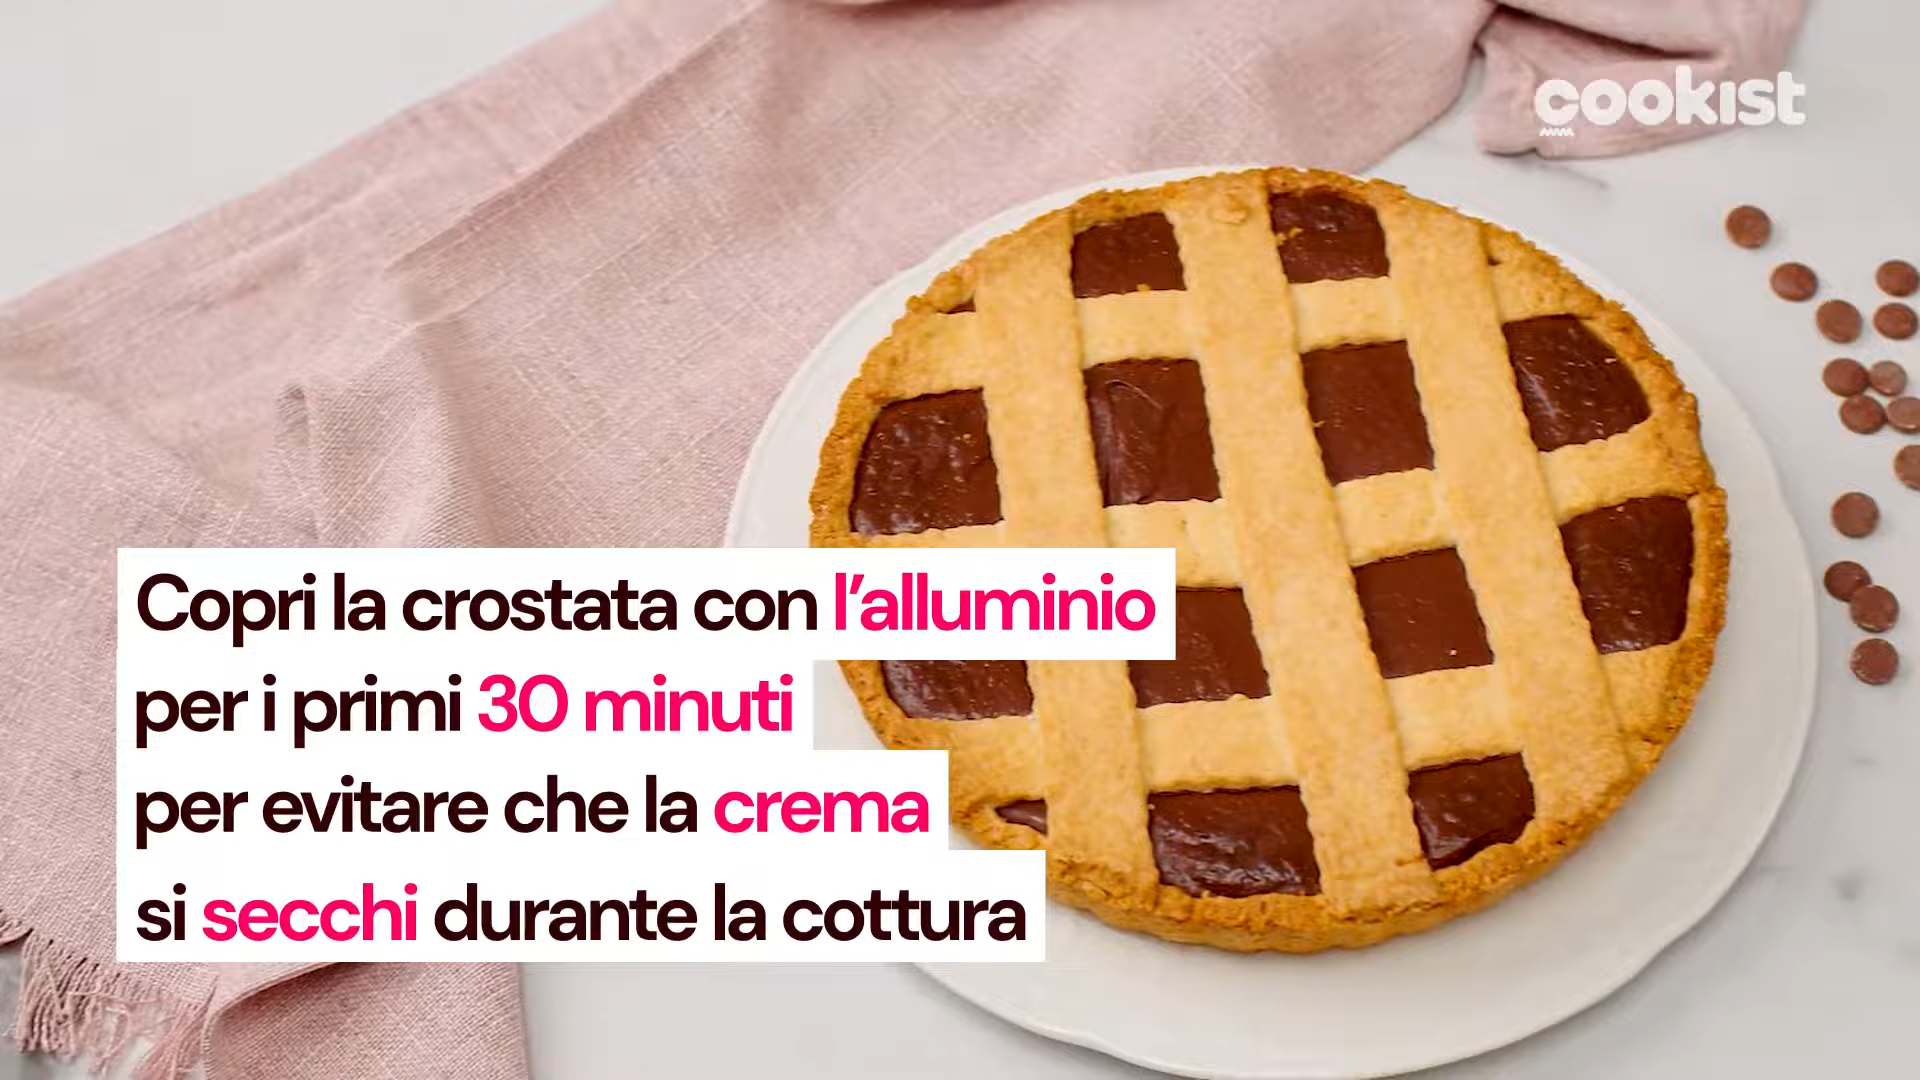 cookist
Copri la crostata con l’alluminio
per i primi 30 minuti
per evitare che la crema
si secchi durante la cottura